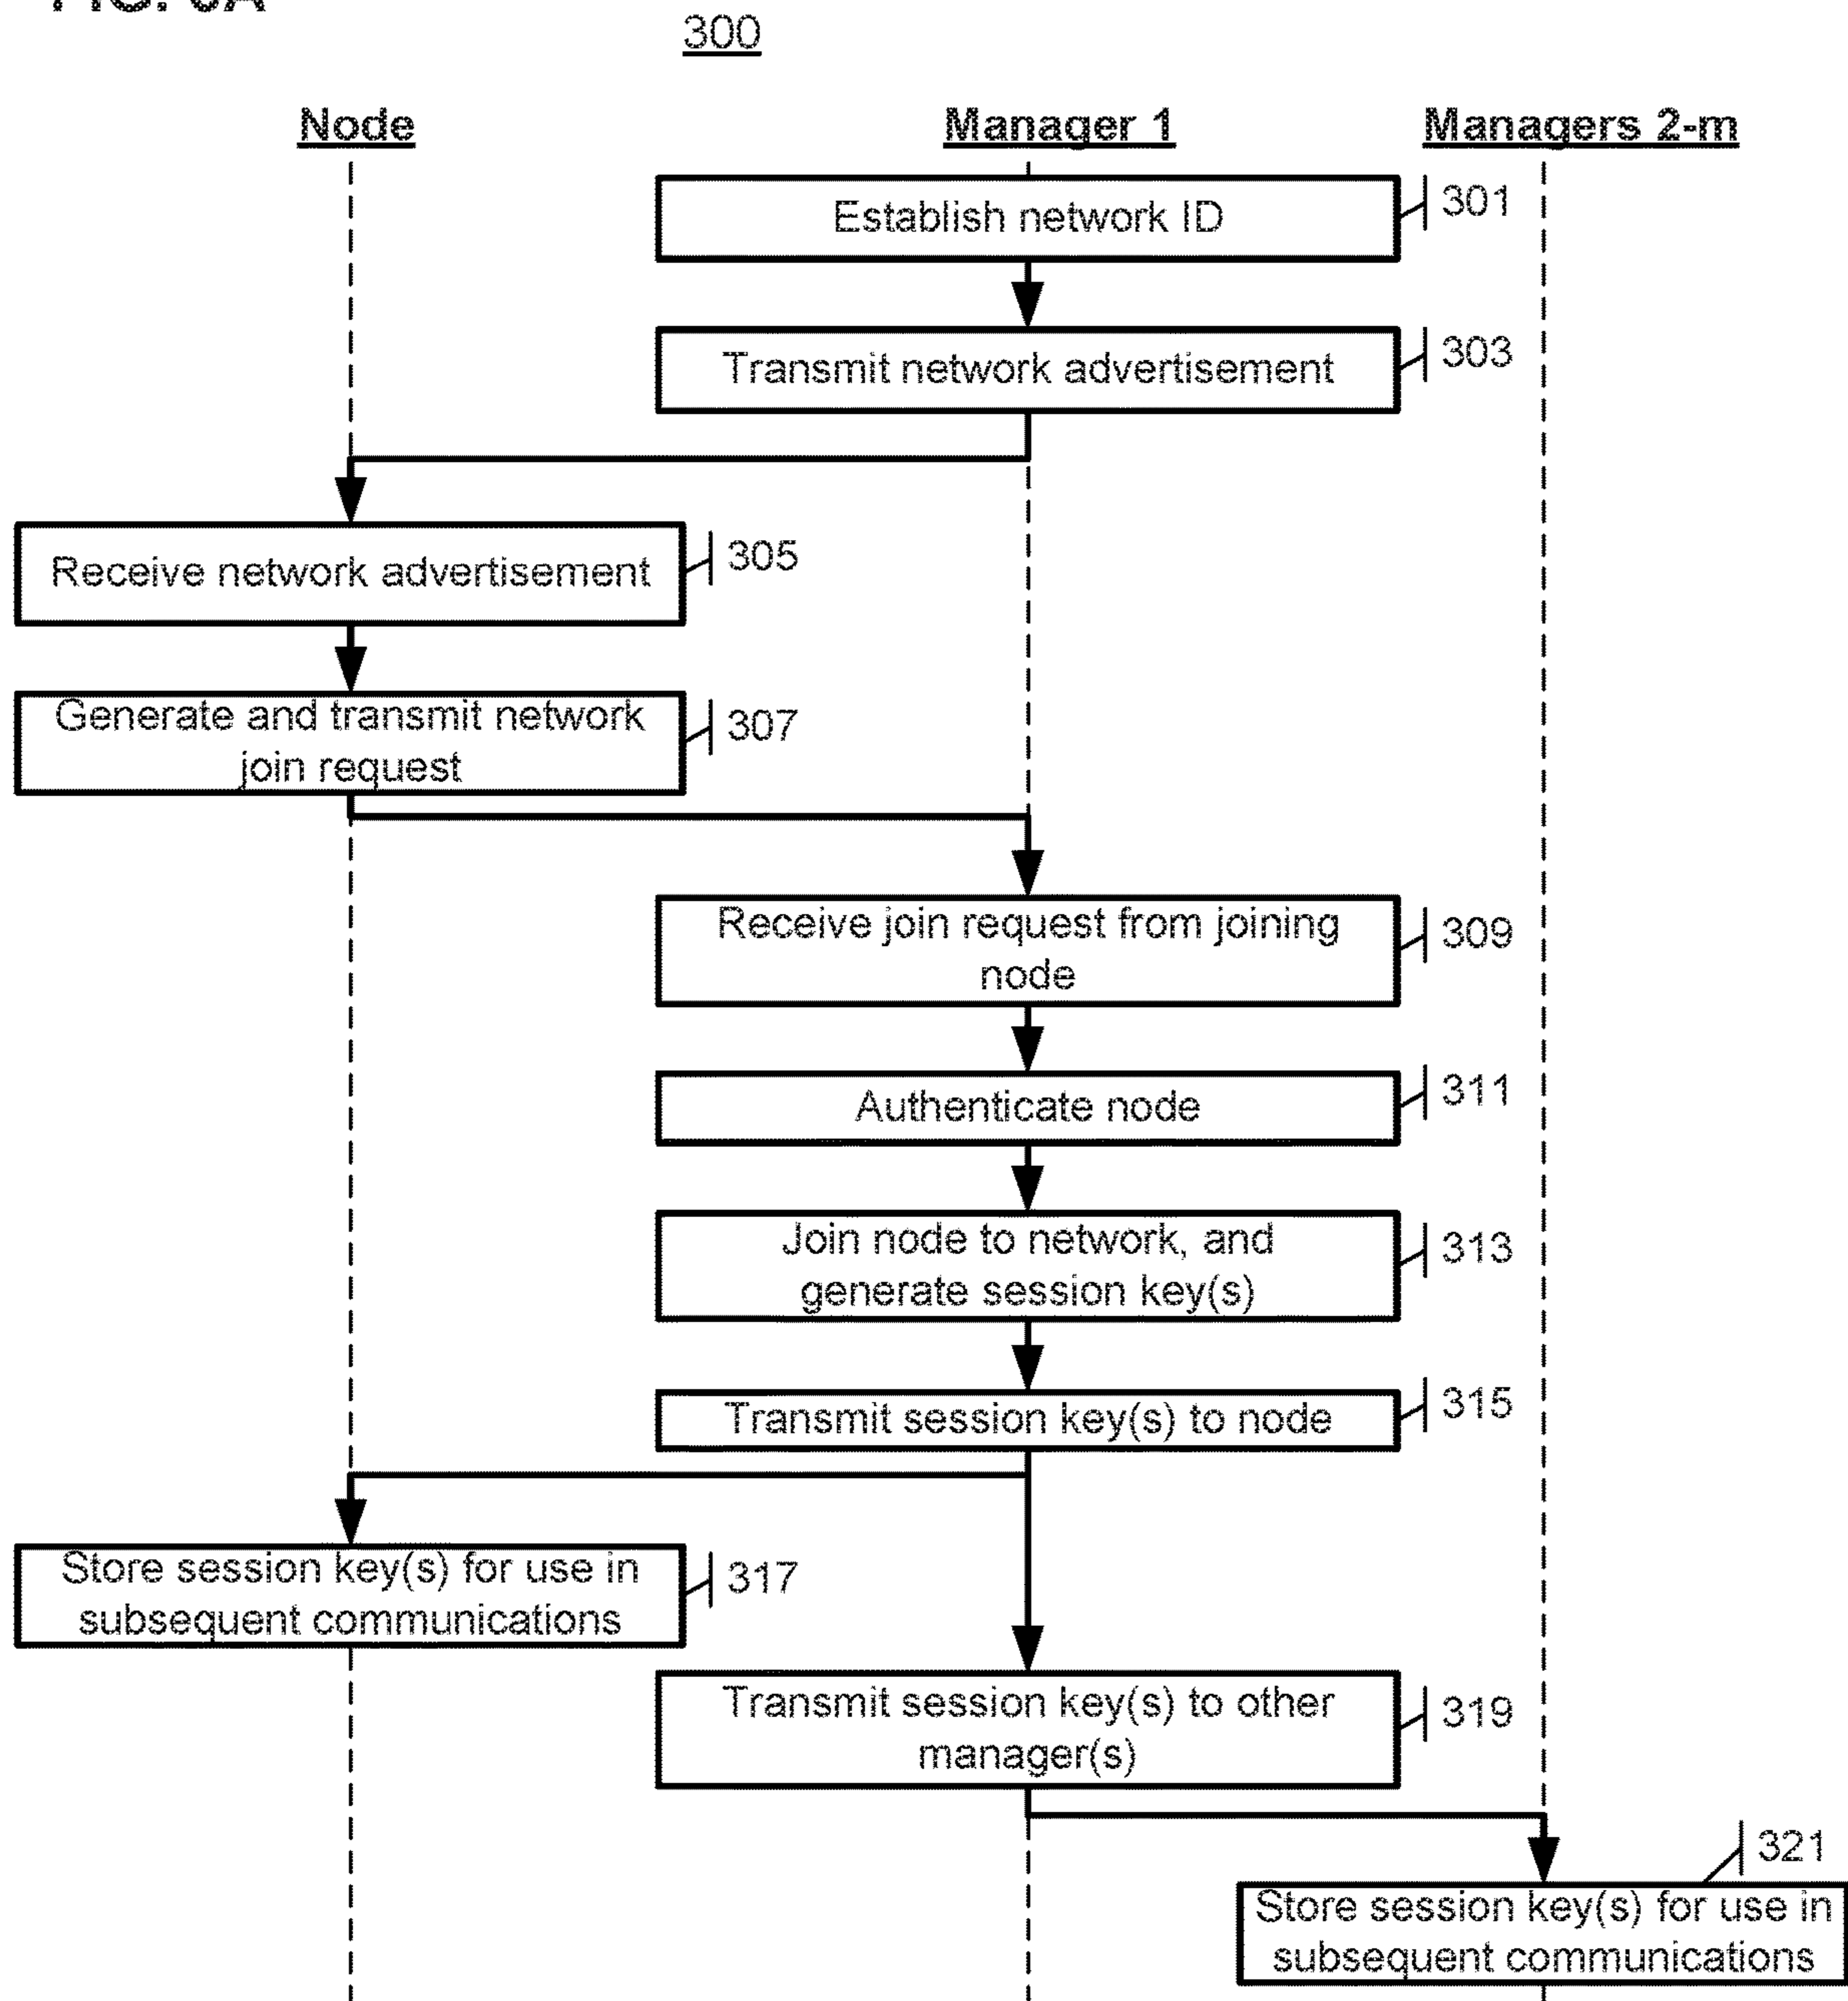 300
Node
Manager 1
Managers 2-m
Establish network ID
301
Transmit network advertisement
303
Receive network advertisement
305
Generate and transmit network
join request
307
Receive join request from joining
node
309
Authenticate node
311
Join node to network, and
generate session key(s)
313
Transmit session key(s) to node
315
Store session key(s) for use in
subsequent communications
317
Transmit session key(s) to other
manager(s)
319
321
Store session key(s) for use in
subsequent communications